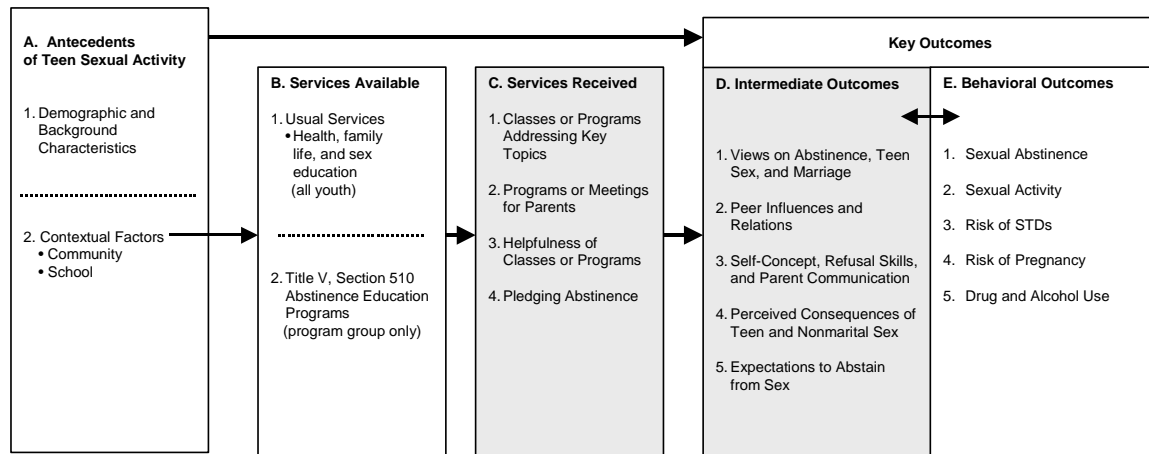 A. Antecedents
of Teen Sexual Activity
1. Demographic and
Background
Characteristics
2. Contextual Factors
• Community
• School
B. Services Available
1. Usual Services
• Health, family
life, and sex
education
(all youth)
2. Title V, Section 510
Abstinence Education
Programs
(program group only)
C. Services Received
1. Classes or Programs
Addressing Key
Topics
2. Programs or Meetings
for Parents
3. Helpfulness of
Classes or Programs
4. Pledging Abstinence
Key Outcomes
D. Intermediate Outcomes
1. Views on Abstinence, Teen
Sex, and Marriage
2. Peer Influences and
Relations
3. Self-Concept, Refusal Skills,
and Parent Communication
4. Perceived Consequences of
Teen and Nonmarital Sex
5. Expectations to Abstain
from Sex
E. Behavioral Outcomes
1. Sexual Abstinence
2. Sexual Activity
3. Risk of STDs
4. Risk of Pregnancy
5. Drug and Alcohol Use